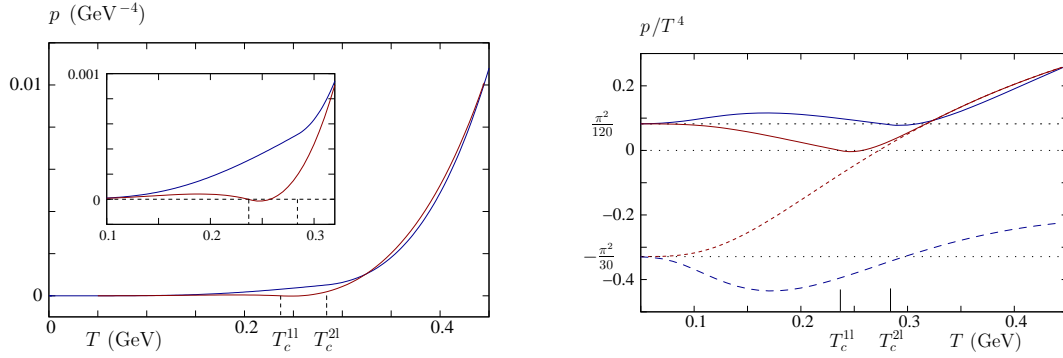 p (GeV⁻⁴)
0.01
0
0
0.2
0.4
T (GeV)
T_c^{1l}
T_c^{2l}
0.001
0
0.1
0.2
0.3
p/T⁴
0.2
π²/120
0
−0.2
−π²/30
−0.4
0.1
0.2
0.3
0.4
T_c^{1l}
T_c^{2l}
T (GeV)